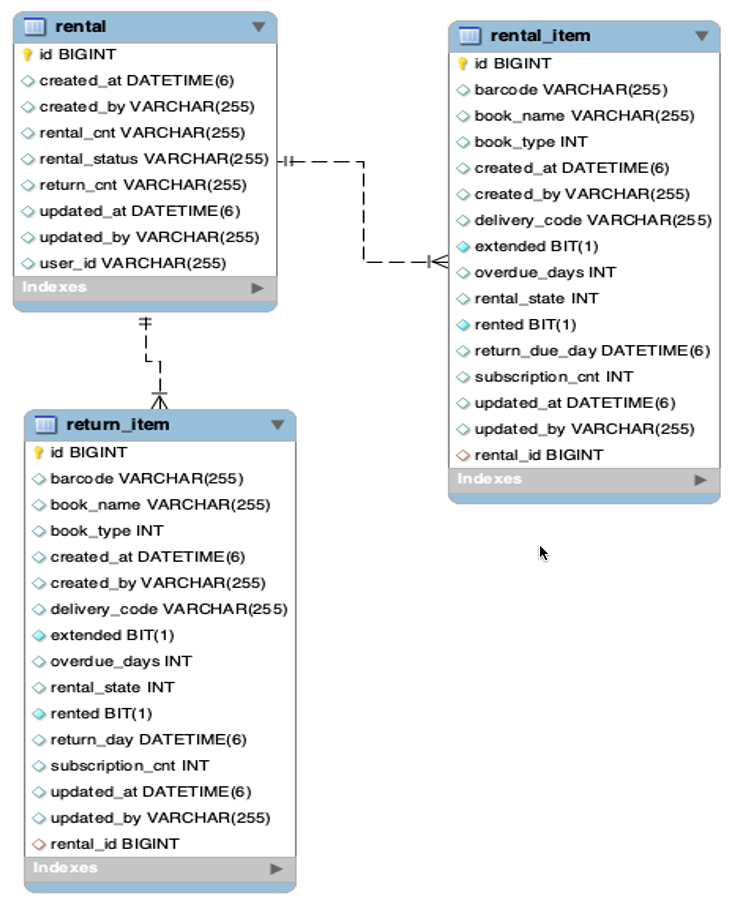 rental
id BIGINT
created_at DATETIME(6)
created_by VARCHAR(255)
rental_cnt VARCHAR(255)
rental_status VARCHAR(255)
return_cnt VARCHAR(255)
updated_at DATETIME(6)
updated_by VARCHAR(255)
user_id VARCHAR(255)
Indexes
rental_item
id BIGINT
barcode VARCHAR(255)
book_name VARCHAR(255)
book_type INT
created_at DATETIME(6)
created_by VARCHAR(255)
delivery_code VARCHAR(255)
extended BIT(1)
overdue_days INT
rental_state INT
rented BIT(1)
return_due_day DATETIME(6)
subscription_cnt INT
updated_at DATETIME(6)
updated_by VARCHAR(255)
rental_id BIGINT
Indexes
return_item
id BIGINT
barcode VARCHAR(255)
book_name VARCHAR(255)
book_type INT
created_at DATETIME(6)
created_by VARCHAR(255)
delivery_code VARCHAR(255)
extended BIT(1)
overdue_days INT
rental_state INT
rented BIT(1)
return_day DATETIME(6)
subscription_cnt INT
updated_at DATETIME(6)
updated_by VARCHAR(255)
rental_id BIGINT
Indexes